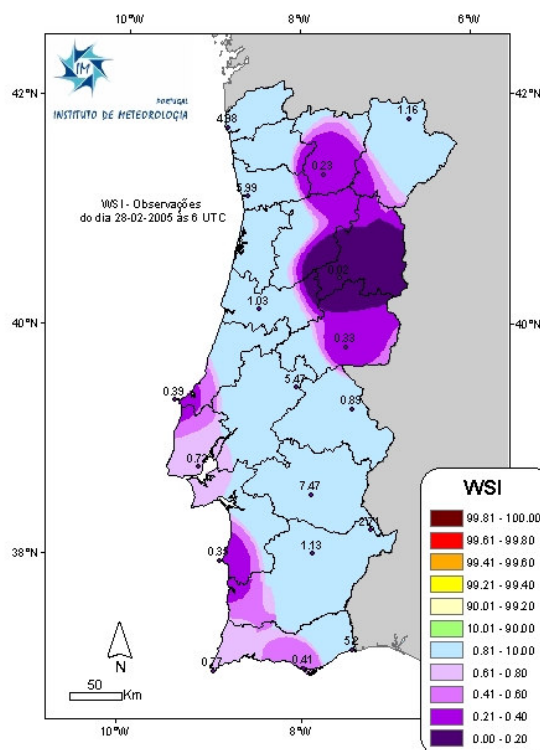 10°W 8°W 6°W
42°N 42°N
IM
PORTUGAL
INSTITUTO DE METEOROLOGIA
WSI - Observações
do dia 28-02-2005 às 6 UTC
1.16
4.98
0.23
5.99
0.02
1.03
40°N 40°N
0.33
0.39
5.47
0.89
0.72
7.47
38°N 38°N
1.13
5.2
0.77
0.41
N
50
Km
WSI
99.81 - 100.00
99.61 - 99.80
99.41 - 99.60
99.21 - 99.40
90.01 - 99.20
10.01 - 90.00
0.81 - 10.00
0.61 - 0.80
0.41 - 0.60
0.21 - 0.40
0.00 - 0.20
10°W 8°W